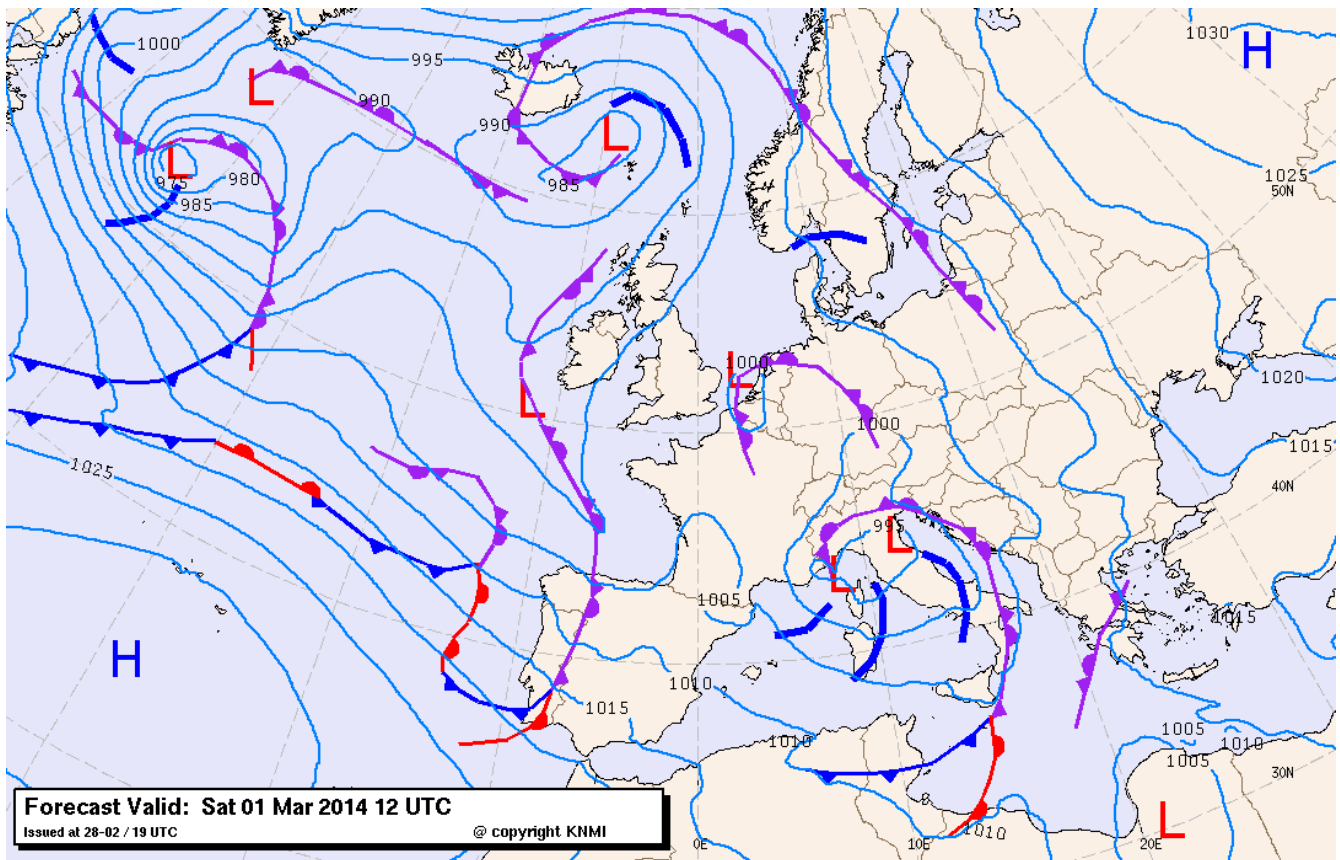 1000
1030
H
995
L
990
990
L
L
975
980
985
985
1025
50N
L
1000
L
1020
1000
1015
1025
40N
995
L
L
1005
1015
H
1010
1015
1005
1010
1010
1005
30N
L
1010
0E
10E
20E
Forecast Valid: Sat 01 Mar 2014 12 UTC
Issued at 28-02 / 19 UTC
@ copyright KNMI